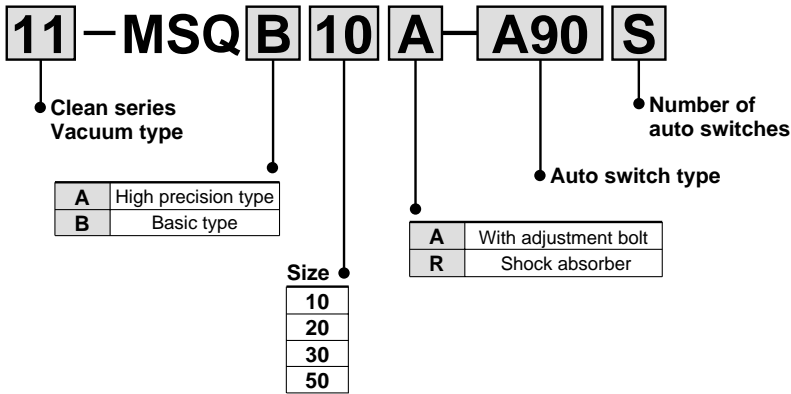 11 - MSQ B 10 A - A90 S
Clean series
Vacuum type
Number of
auto switches
Auto switch type
A High precision type
B Basic type
A With adjustment bolt
R Shock absorber
Size
10
20
30
50